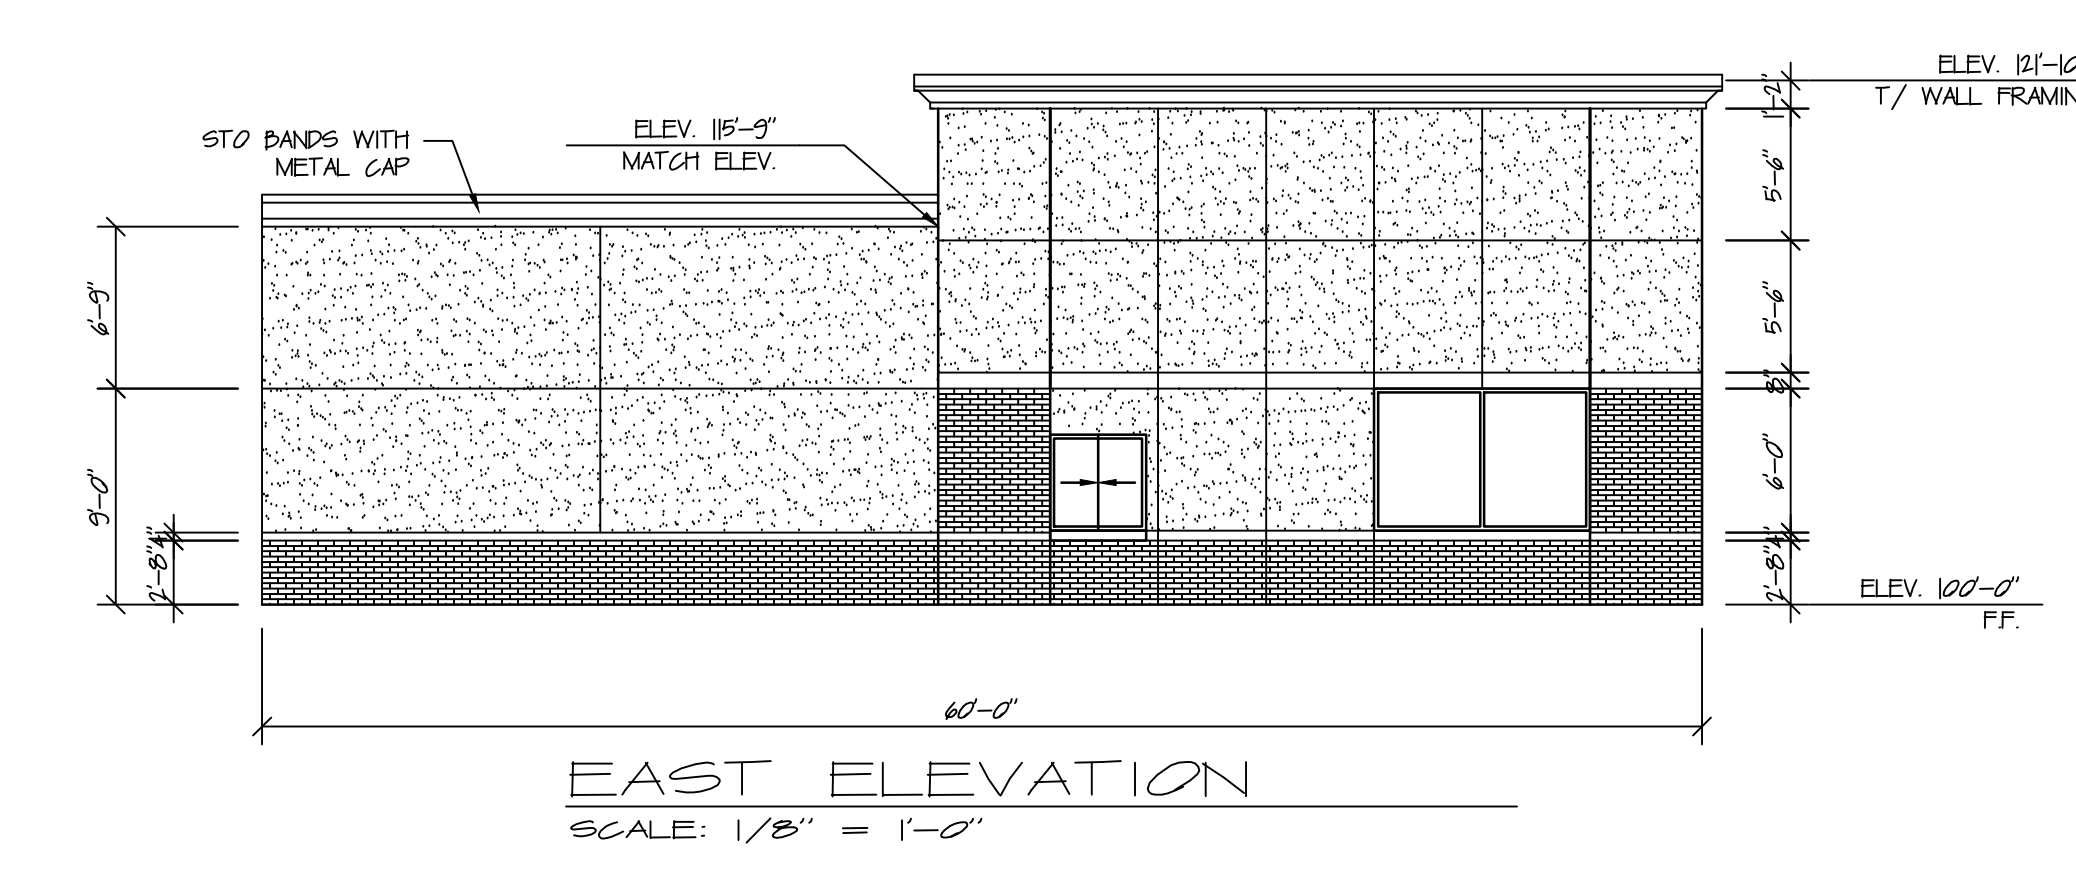 ELEV. 121'-10
T/ WALL FRAMIN
1'-2"
ELEV. 115'-9"
MATCH ELEV.
STO BANDS WITH
METAL CAP
5'-6"
5'-6"
8"
6'-0"
4"
2'-8"
6'-9"
9'-0"
4"
2'-8"
ELEV. 100'-0"
F.F.
60'-0"
EAST ELEVATION
SCALE: 1/8" = 1'-0"